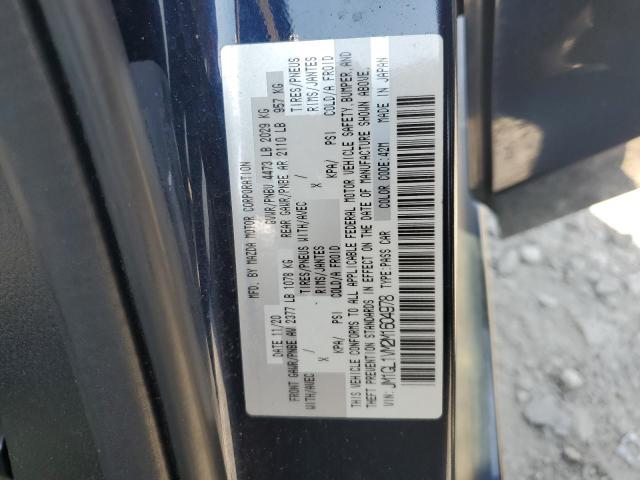 MFD. BY MAZDA MOTOR CORPORATION
DATE 11/20 GVWR/PNBV 4473 LB 2029 KG
FRONT GAWR/PNBE AV 2377 LB 1078 KG REAR GAWR/PNBE AR 2110 LB 957 KG
WITH/AVEC TIRES/PNEUS WITH/AVEC TIRES/PNEUS
/ X RIMS/JANTES / X RIMS/JANTES
KPA/ PSI COLD/A FROID KPA/ PSI COLD/A FROID
THIS VEHICLE CONFORMS TO ALL APPLICABLE FEDERAL MOTOR VEHICLE SAFETY, BUMPER, AND
THEFT PREVENTION STANDARDS IN EFFECT ON THE DATE OF MANUFACTURE SHOWN ABOVE.
VIN: JM1GL1VM2M1604978 TYPE:PASS CAR COLOR CODE:42M MADE IN JAPAN